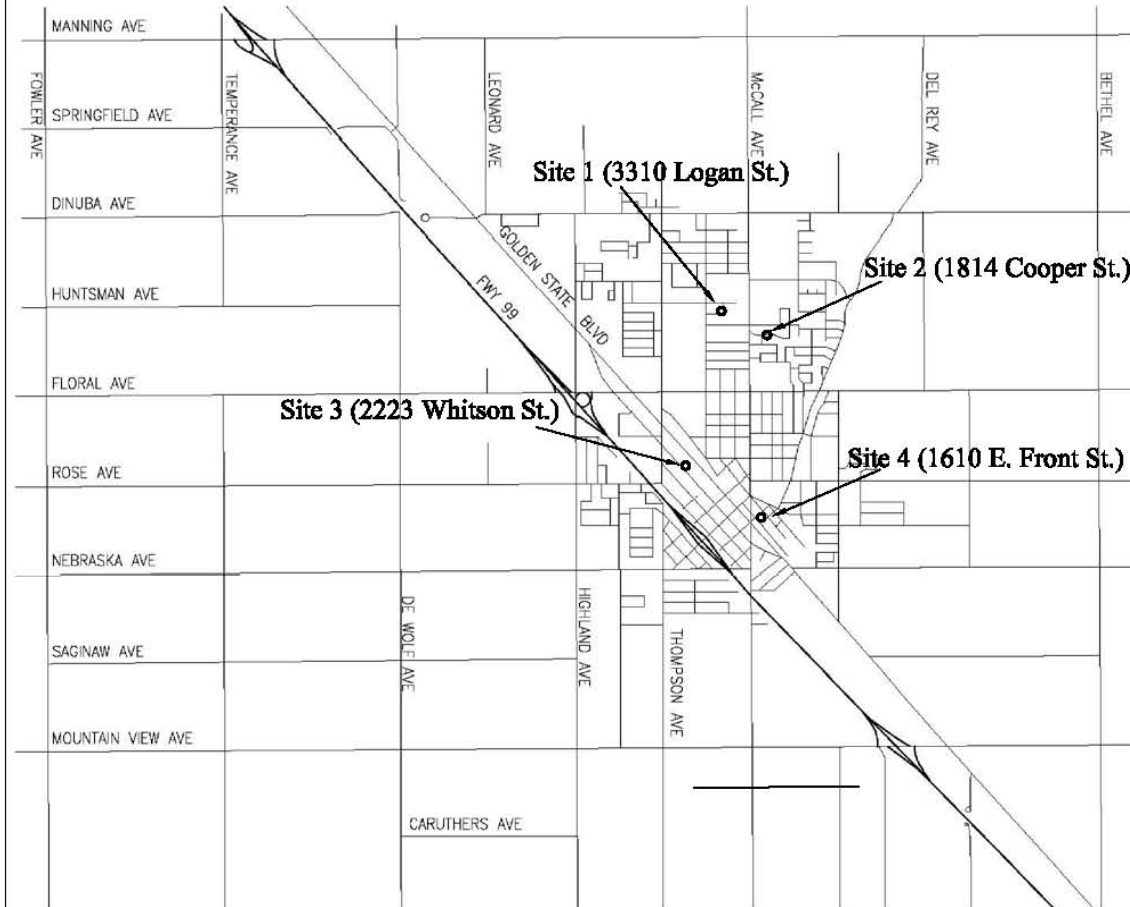 MANNING AVE
FOWLER AVE
TEMPERANCE AVE
LEONARD AVE
McCALL AVE
DEL REY AVE
BETHEL AVE
SPRINGFIELD AVE
Site 1 (3310 Logan St.)
DINUBA AVE
GOLDEN STATE BLVD
Site 2 (1814 Cooper St.)
HUNTSMAN AVE
FWY 99
FLORAL AVE
Site 3 (2223 Whitson St.)
Site 4 (1610 E. Front St.)
ROSE AVE
NEBRASKA AVE
DE WOLF AVE
HIGHLAND AVE
THOMPSON AVE
SAGINAW AVE
MOUNTAIN VIEW AVE
CARUTHERS AVE